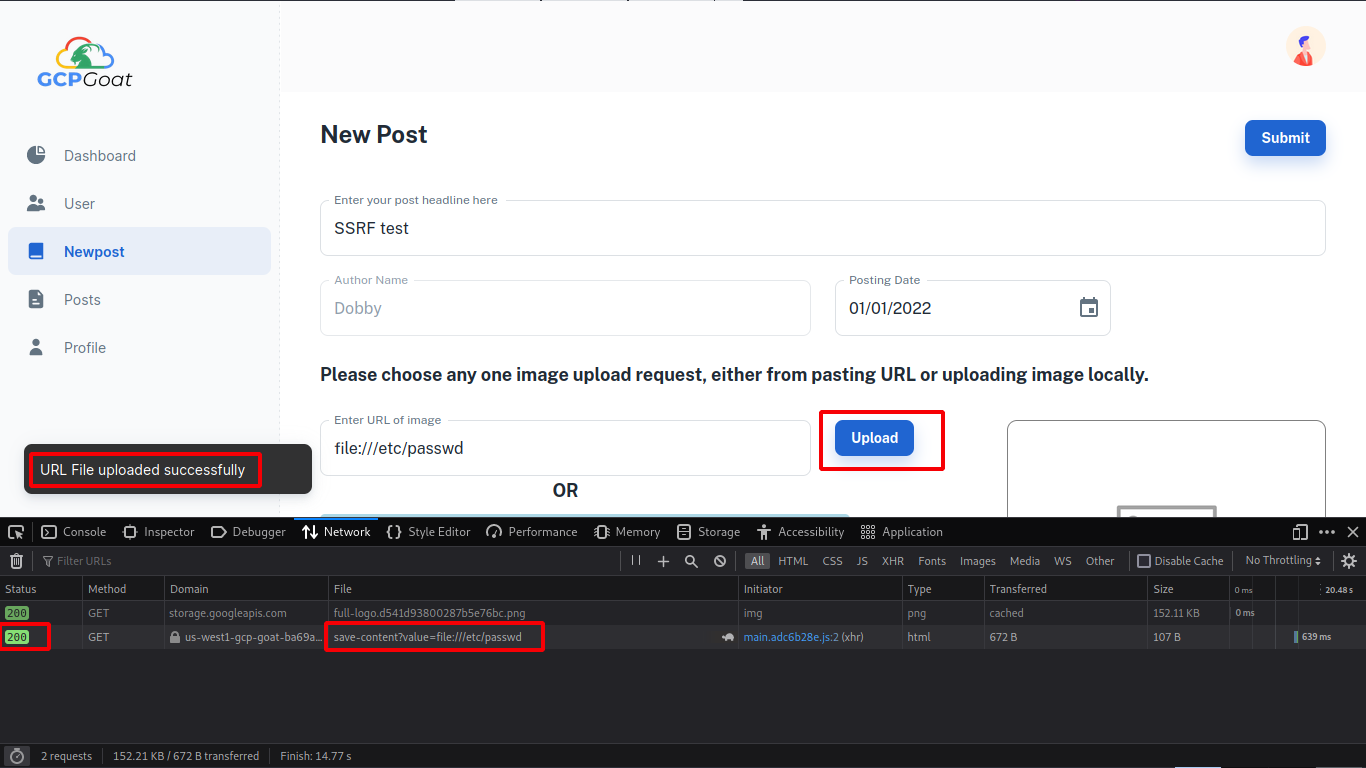 GCPGoat
Dashboard
User
Newpost
Posts
Profile
New Post
Submit
Enter your post headline here
SSRF test
Author Name
Dobby
Posting Date
01/01/2022
Please choose any one image upload request, either from pasting URL or uploading image locally.
Enter URL of image
file:///etc/passwd
Upload
OR
URL File uploaded successfully
Console Inspector Debugger Network Style Editor Performance Memory Storage Accessibility Application
Filter URLs All HTML CSS JS XHR Fonts Images Media WS Other Disable Cache No Throttling
Status Method Domain File Initiator Type Transferred Size 0 ms 20.48 s
200 GET storage.googleapis.com full-logo.d541d93800287b5e76bc.png img png cached 152.11 KB 0 ms
200 GET us-west1-gcp-goat-ba69a... save-content?value=file:///etc/passwd main.adc6b28e.js:2 (xhr) html 672 B 107 B 639 ms
2 requests 152.21 KB / 672 B transferred Finish: 14.77 s